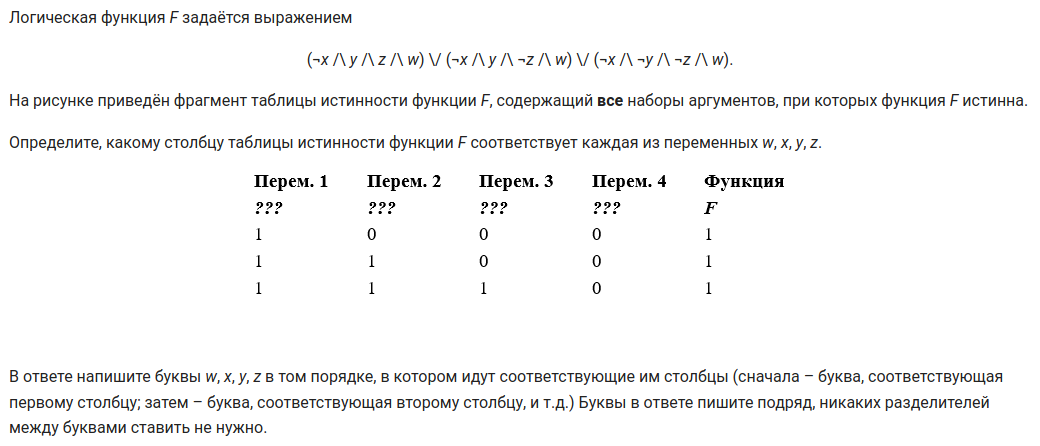 Логическая функция F задаётся выражением
(¬x /\ y /\ z /\ w) \/ (¬x /\ y /\ ¬z /\ w) \/ (¬x /\ ¬y /\ ¬z /\ w).
На рисунке приведён фрагмент таблицы истинности функции F, содержащий все наборы аргументов, при которых функция F истинна.
Определите, какому столбцу таблицы истинности функции F соответствует каждая из переменных w, x, y, z.
Перем. 1 Перем. 2 Перем. 3 Перем. 4 Функция
??? ??? ??? ??? F
1 0 0 0 1
1 1 0 0 1
1 1 1 0 1
В ответе напишите буквы w, x, y, z в том порядке, в котором идут соответствующие им столбцы (сначала – буква, соответствующая
первому столбцу; затем – буква, соответствующая второму столбцу, и т.д.) Буквы в ответе пишите подряд, никаких разделителей
между буквами ставить не нужно.